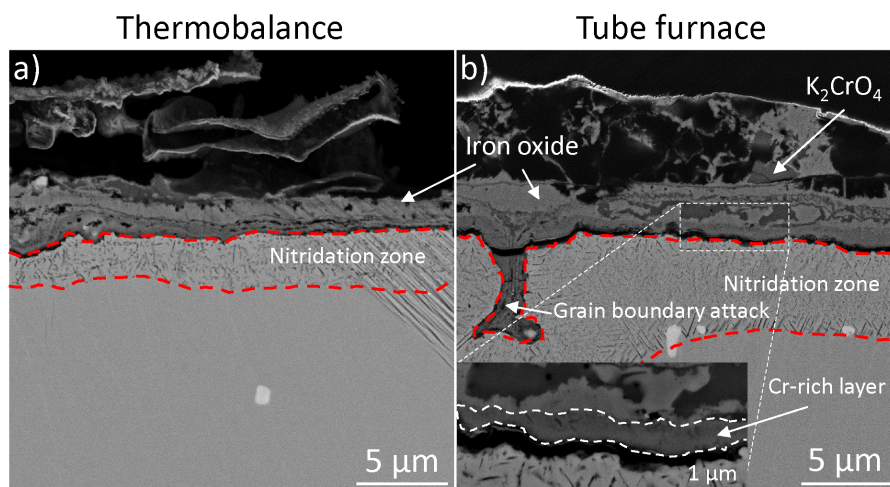 Thermobalance
Tube furnace
a)
b)
K₂CrO₄
Iron oxide
Nitridation zone
Nitridation zone
Grain boundary attack
Cr-rich layer
5 μm
1 μm
5 μm